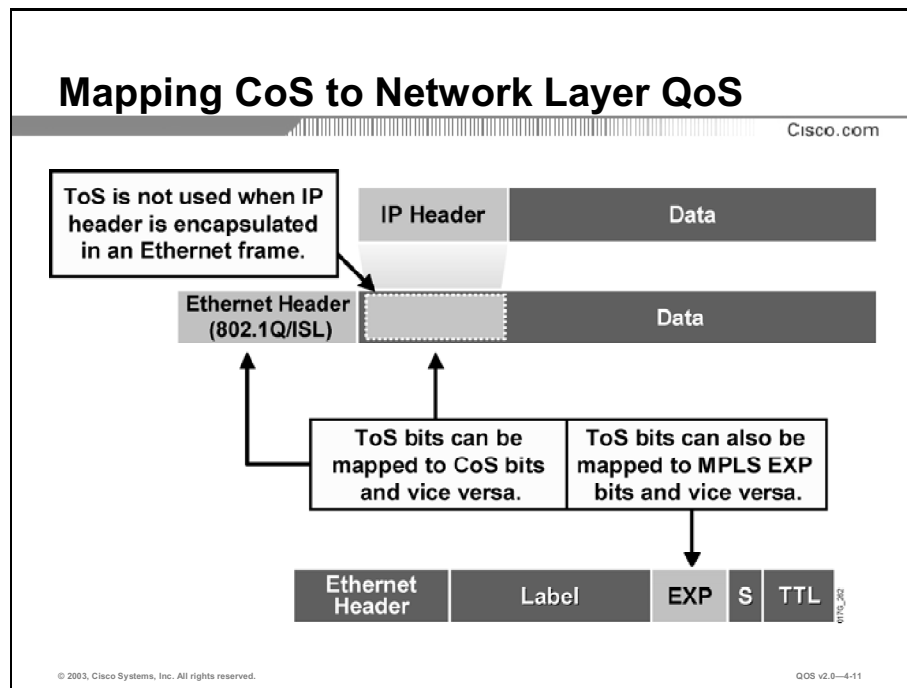 Mapping CoS to Network Layer QoS
Cisco.com
ToS is not used when IP
header is encapsulated
in an Ethernet frame.
IP Header
Data
Ethernet Header
(802.1Q/ISL)
Data
ToS bits can be
mapped to CoS bits
and vice versa.
ToS bits can also be
mapped to MPLS EXP
bits and vice versa.
Ethernet
Header
Label
EXP
S
TTL
017G_262
© 2003, Cisco Systems, Inc. All rights reserved.
QOS v2.0—4-11